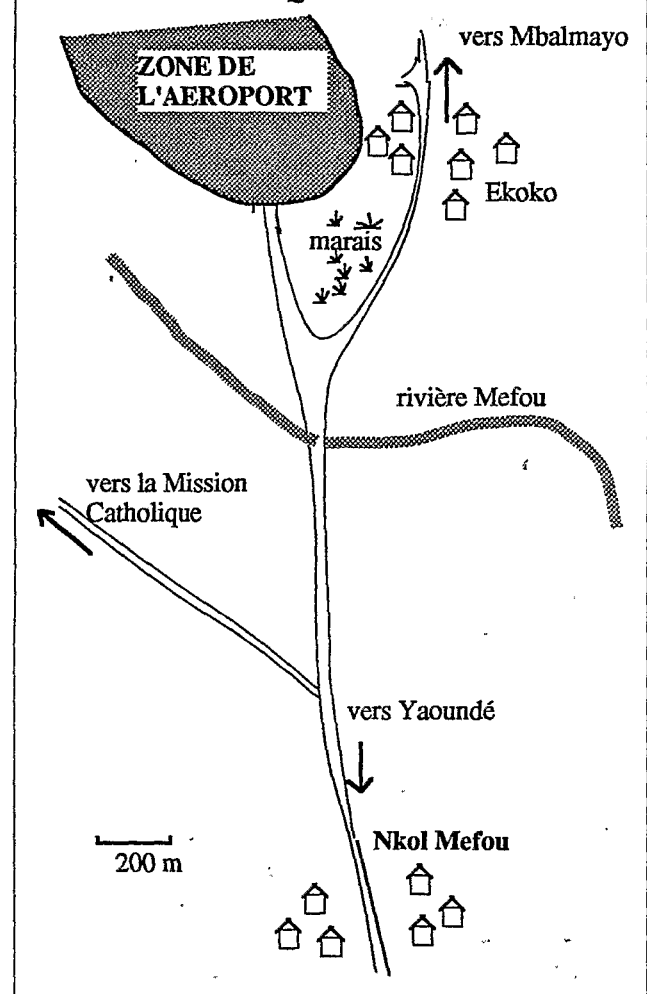 vers Mbalmayo
ZONE DE
L'AEROPORT
Ekoko
marais
rivière Mefou
vers la Mission
Catholique
vers Yaoundé
Nkol Mefou
200 m